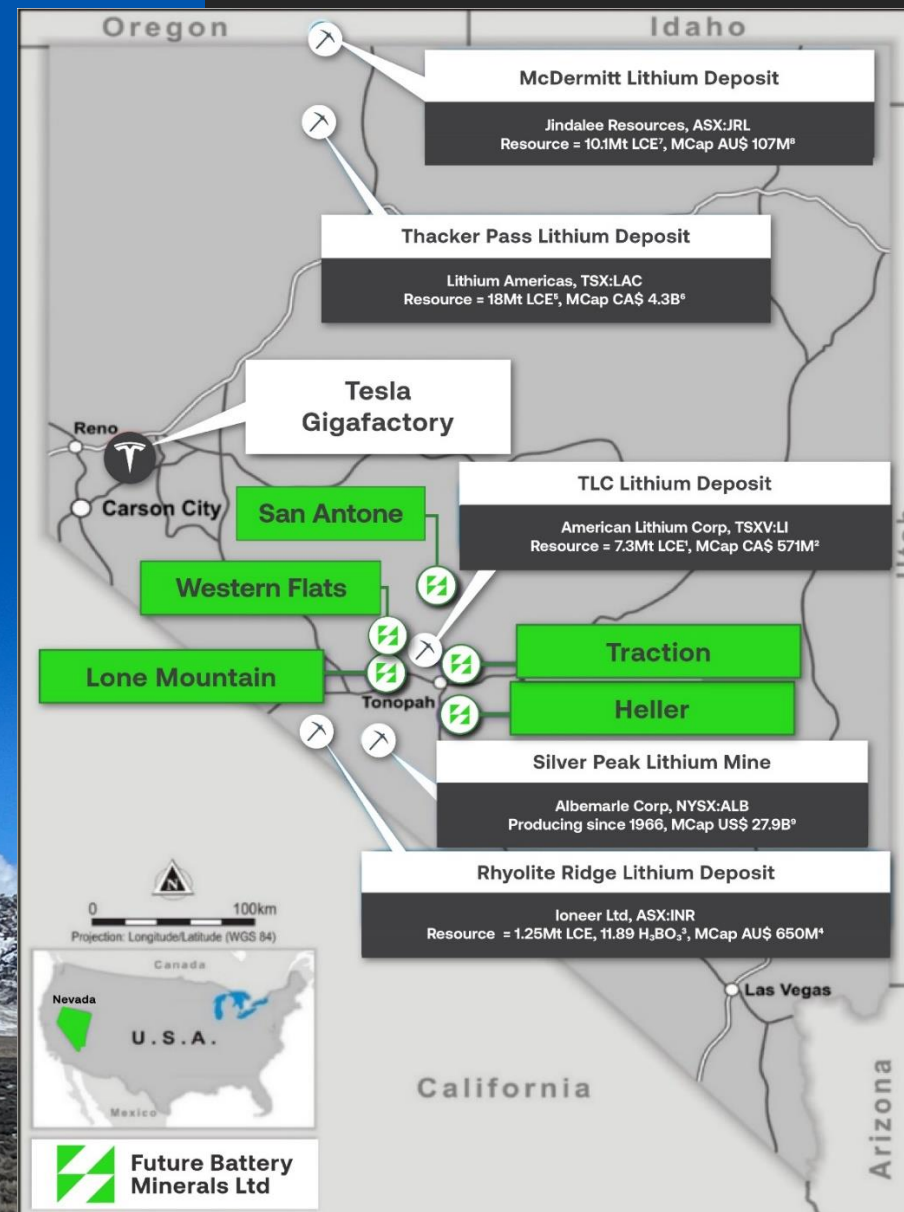 Oregon
Idaho
McDermitt Lithium Deposit
Jindalee Resources, ASX:JRL
Resource = 10.1Mt LCE⁷, MCap AU$ 107M⁸
Thacker Pass Lithium Deposit
Lithium Americas, TSX:LAC
Resource = 18Mt LCE⁵, MCap CA$ 4.3B⁶
Tesla
Gigafactory
Reno
Carson City
TLC Lithium Deposit
American Lithium Corp, TSXV:LI
Resource = 7.3Mt LCE¹, MCap CA$ 571M²
Utah
San Antone
Western Flats
Lone Mountain
Traction
Tonopah
Heller
Silver Peak Lithium Mine
Albemarle Corp, NYSX:ALB
Producing since 1966, MCap US$ 27.9B⁹
Rhyolite Ridge Lithium Deposit
Ioneer Ltd, ASX:INR
Resource = 1.25Mt LCE, 11.89 H₃BO₃³, MCap AU$ 650M⁴
N
0 100km
Projection: Longitude/Latitude (WGS 84)
Canada
Nevada
U.S.A.
Mexico
Las Vegas
California
Arizona
Future Battery
Minerals Ltd